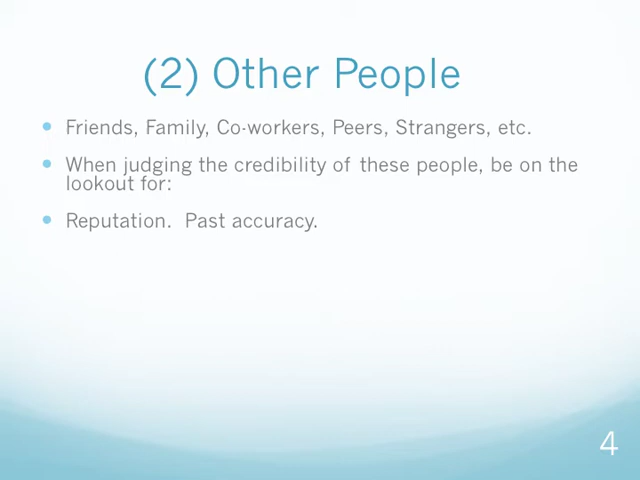 (2) Other People
• Friends, Family, Co-workers, Peers, Strangers, etc.
• When judging the credibility of these people, be on the
lookout for:
• Reputation.  Past accuracy.
4